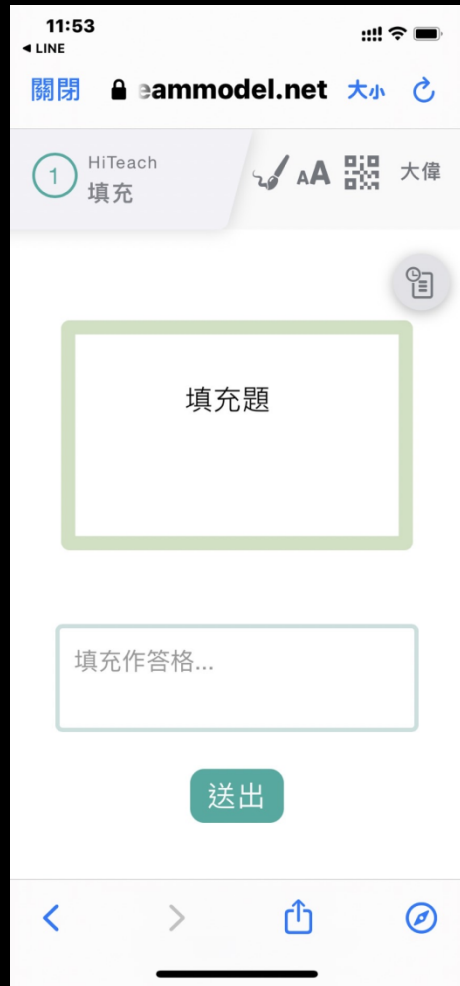 11:53
◀ LINE
關閉 eammodel.net 大小
1 HiTeach
填充
AA 大偉
填充題
填充作答格...
送出